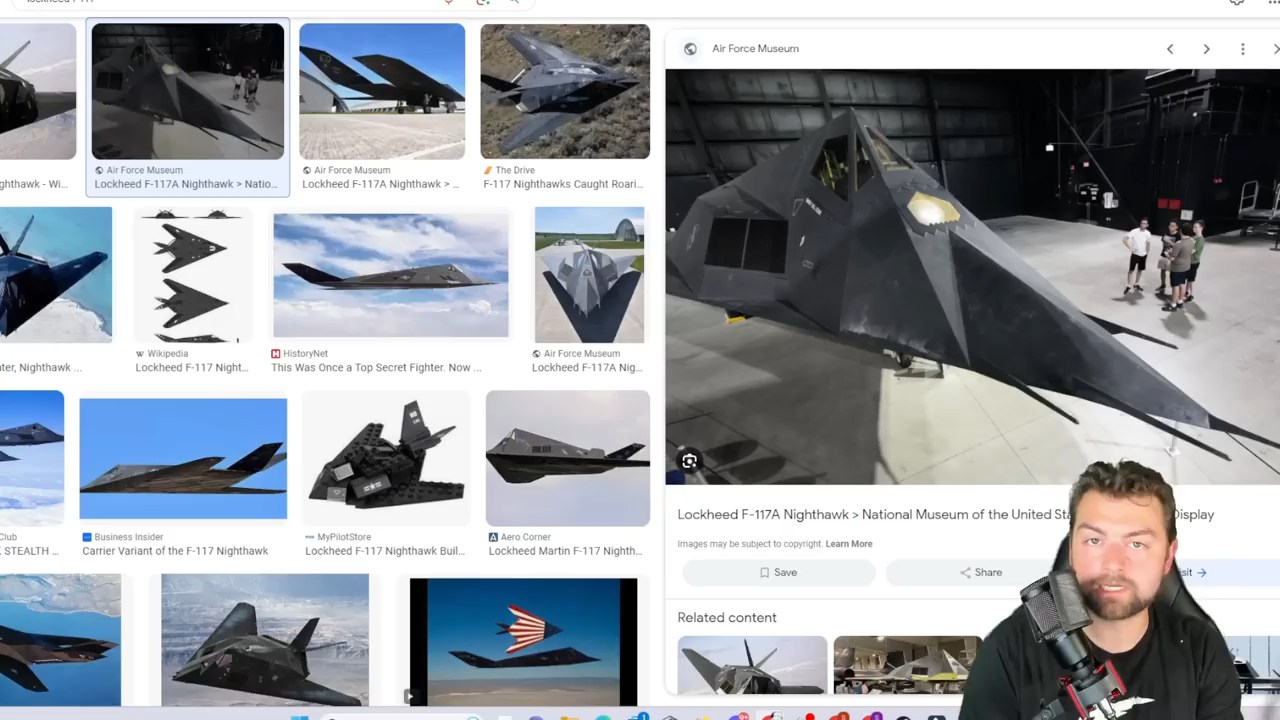 Air Force Museum
Air Force Museum
Air Force Museum
The Drive
nighthawk - Wi...
Lockheed F-117A Nighthawk > Natio...
Lockheed F-117A Nighthawk > ...
F-117 Nighthawks Caught Roari...
Wikipedia
HistoryNet
Air Force Museum
Nighthawk ...
Lockheed F-117 Night...
This Was Once a Top Secret Fighter. Now ...
Lockheed F-117A Nig...
Club
Business Insider
MyPilotStore
Aero Corner
STEALTH ...
Carrier Variant of the F-117 Nighthawk
Lockheed F-117 Nighthawk Buil...
Lockheed Martin F-117 Nighth...
Lockheed F-117A Nighthawk > National Museum of the United Sta
Display
Images may be subject to copyright. Learn More
Save
Share
Related content